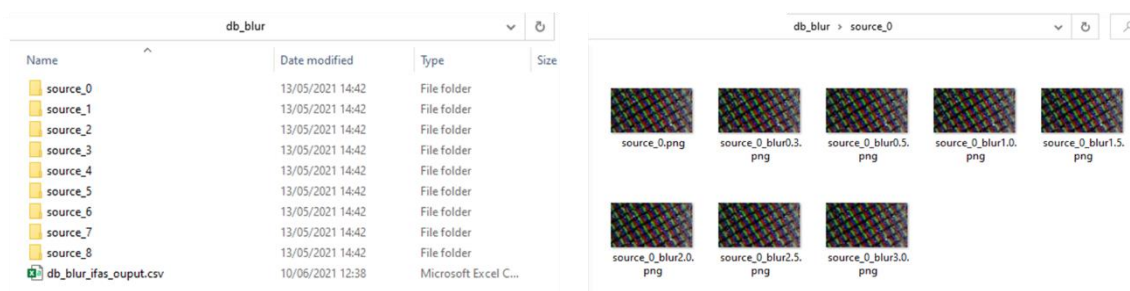 db_blur
Name Date modified Type Size
source_0 13/05/2021 14:42 File folder
source_1 13/05/2021 14:42 File folder
source_2 13/05/2021 14:42 File folder
source_3 13/05/2021 14:42 File folder
source_4 13/05/2021 14:42 File folder
source_5 13/05/2021 14:42 File folder
source_6 13/05/2021 14:42 File folder
source_7 13/05/2021 14:42 File folder
source_8 13/05/2021 14:42 File folder
db_blur_ifas_ouput.csv 10/06/2021 12:38 Microsoft Excel C...
db_blur > source_0
source_0.png source_0_blur0.3. source_0_blur0.5. source_0_blur1.0. source_0_blur1.5.
png png png png
source_0_blur2.0. source_0_blur2.5. source_0_blur3.0.
png png png